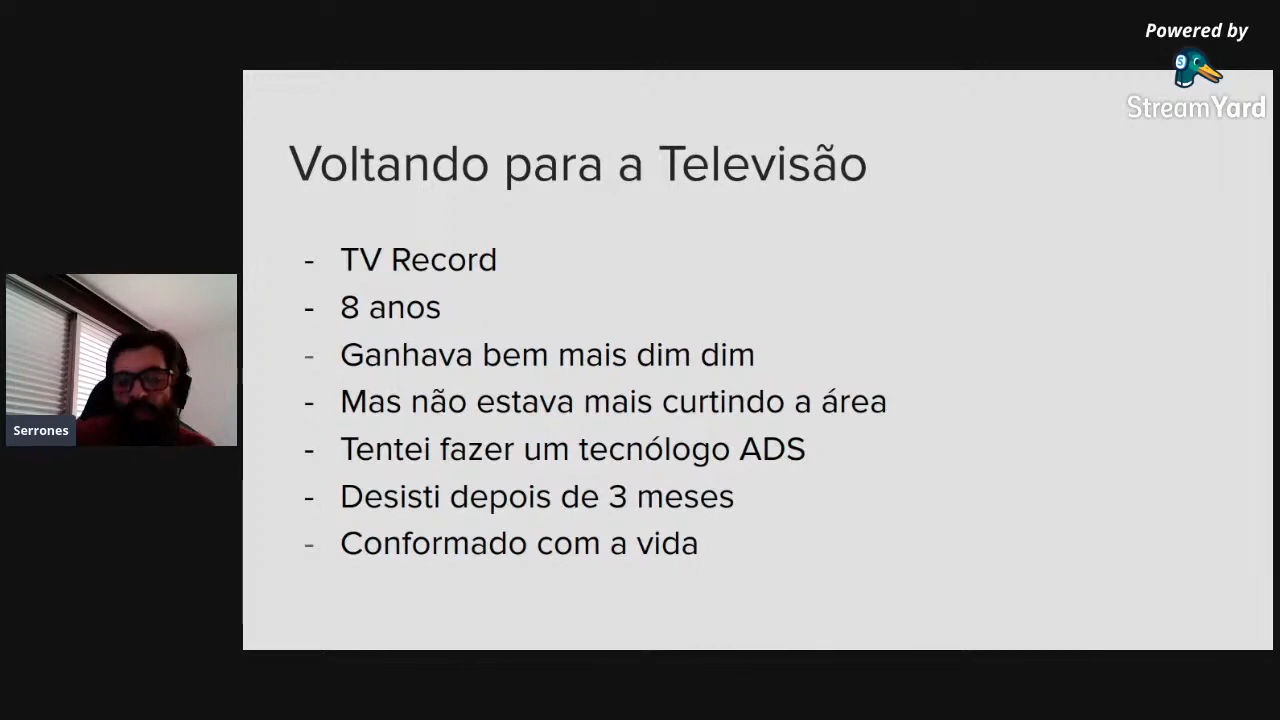 Powered by
StreamYard
Voltando para a Televisão
- TV Record
- 8 anos
- Ganhava bem mais dim dim
- Mas não estava mais curtindo a área
- Tentei fazer um tecnólogo ADS
- Desisti depois de 3 meses
- Conformado com a vida
Serrones